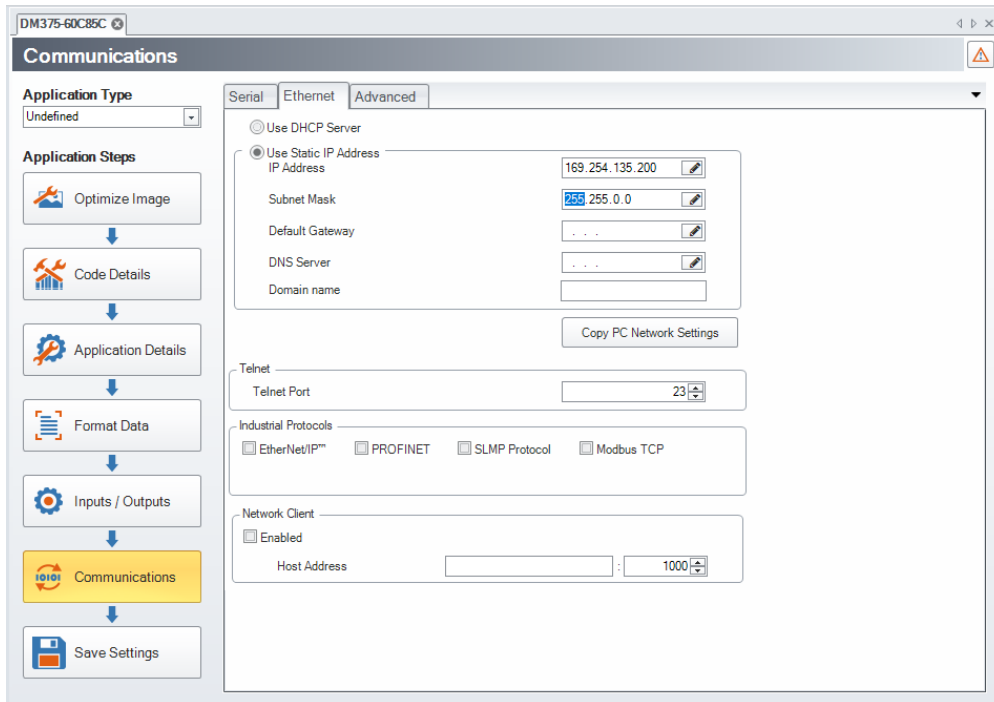 DM375-60C85C
Communications
Application Type
Undefined
Application Steps
Optimize Image
Code Details
Application Details
Format Data
Inputs / Outputs
Communications
Save Settings
Serial Ethernet Advanced
Use DHCP Server
Use Static IP Address
IP Address 169.254.135.200
Subnet Mask 255.255.0.0
Default Gateway . . .
DNS Server . . .
Domain name
Copy PC Network Settings
Telnet
Telnet Port 23
Industrial Protocols
EtherNet/IP™ PROFINET SLMP Protocol Modbus TCP
Network Client
Enabled
Host Address : 1000